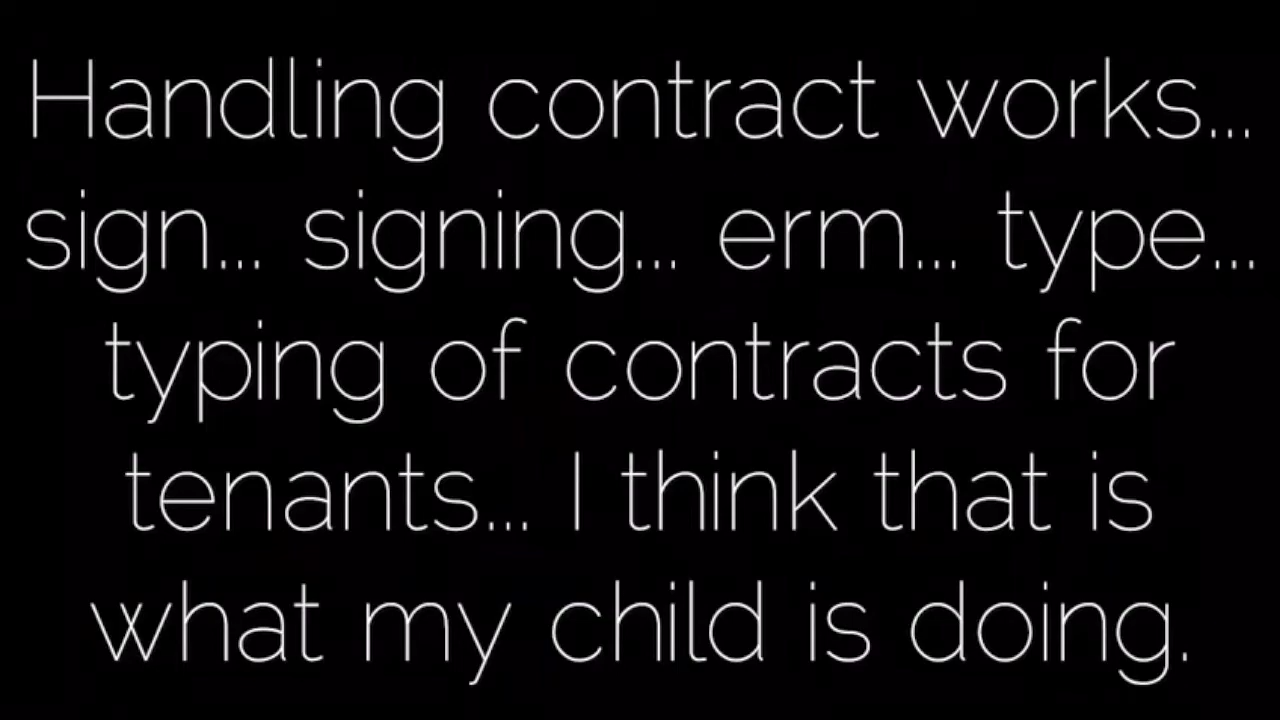 Handling contract works...
sign... signing... erm... type...
typing of contracts for
tenants... I think that is
what my child is doing.